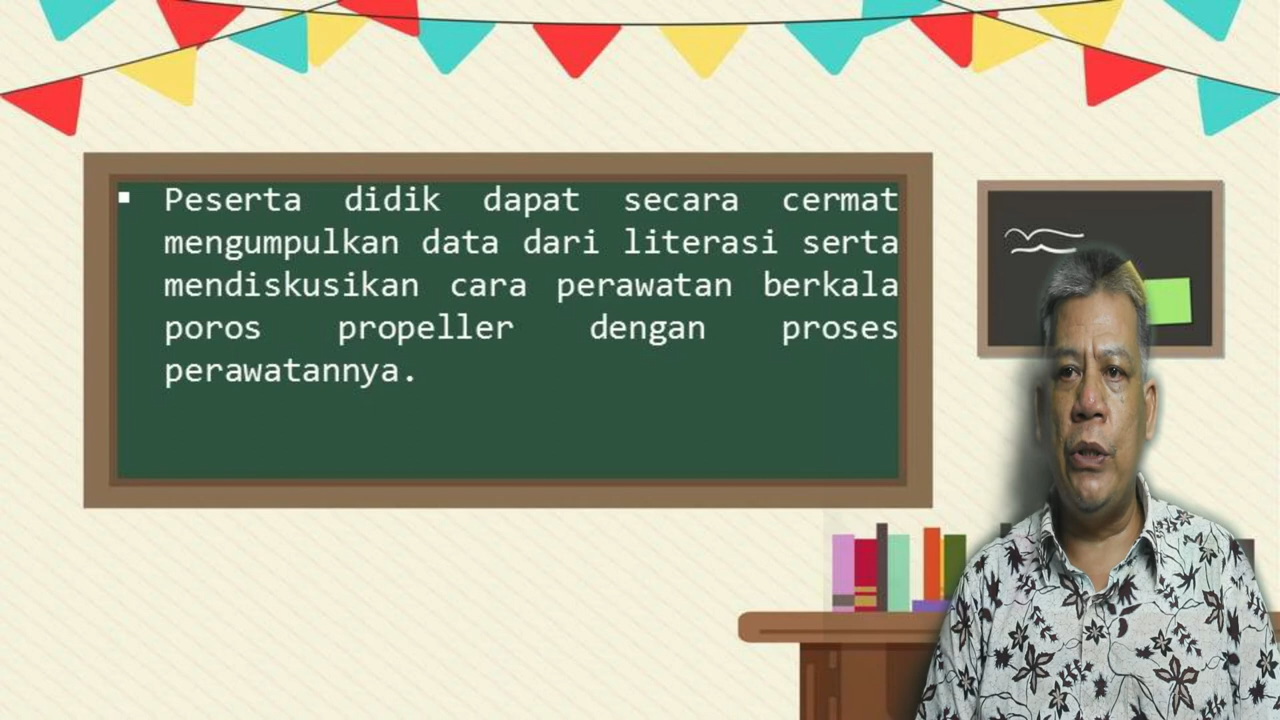 ▪ Peserta didik dapat secara cermat
mengumpulkan data dari literasi serta
mendiskusikan cara perawatan berkala
poros propeller dengan proses
perawatannya.